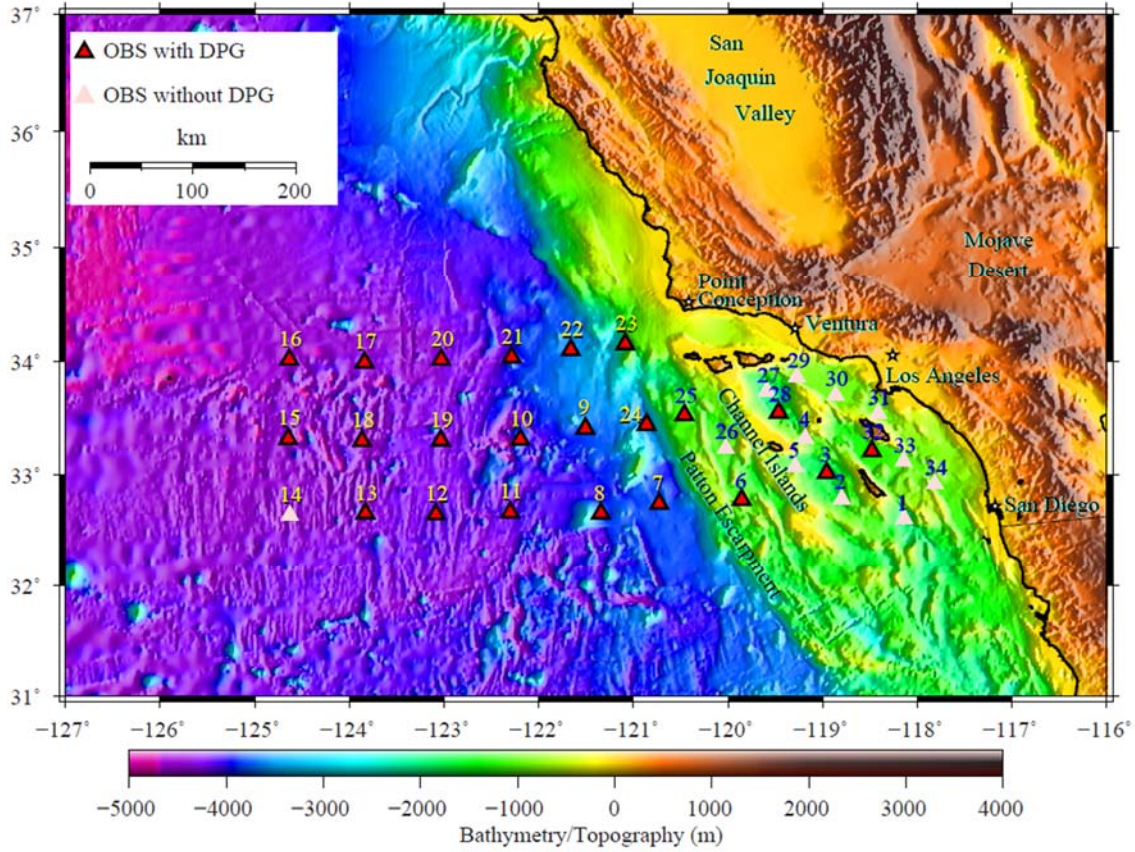 37°
36°
35°
34°
33°
32°
31°
OBS with DPG
OBS without DPG
km
0 100 200
San
Joaquin
Valley
Mojave
Desert
Point
Conception
Ventura
Los Angeles
San Diego
Channel Islands
Patton Escarpment
16 17 20 21 22 23
29
27 30
28 31
15 18 19 10 9 24 25
26 4 32
5 3 33
2 34
14 13 12 11 8 7 6 1
−127° −126° −125° −124° −123° −122° −121° −120° −119° −118° −117° −116°
−5000 −4000 −3000 −2000 −1000 0 1000 2000 3000 4000
Bathymetry/Topography (m)